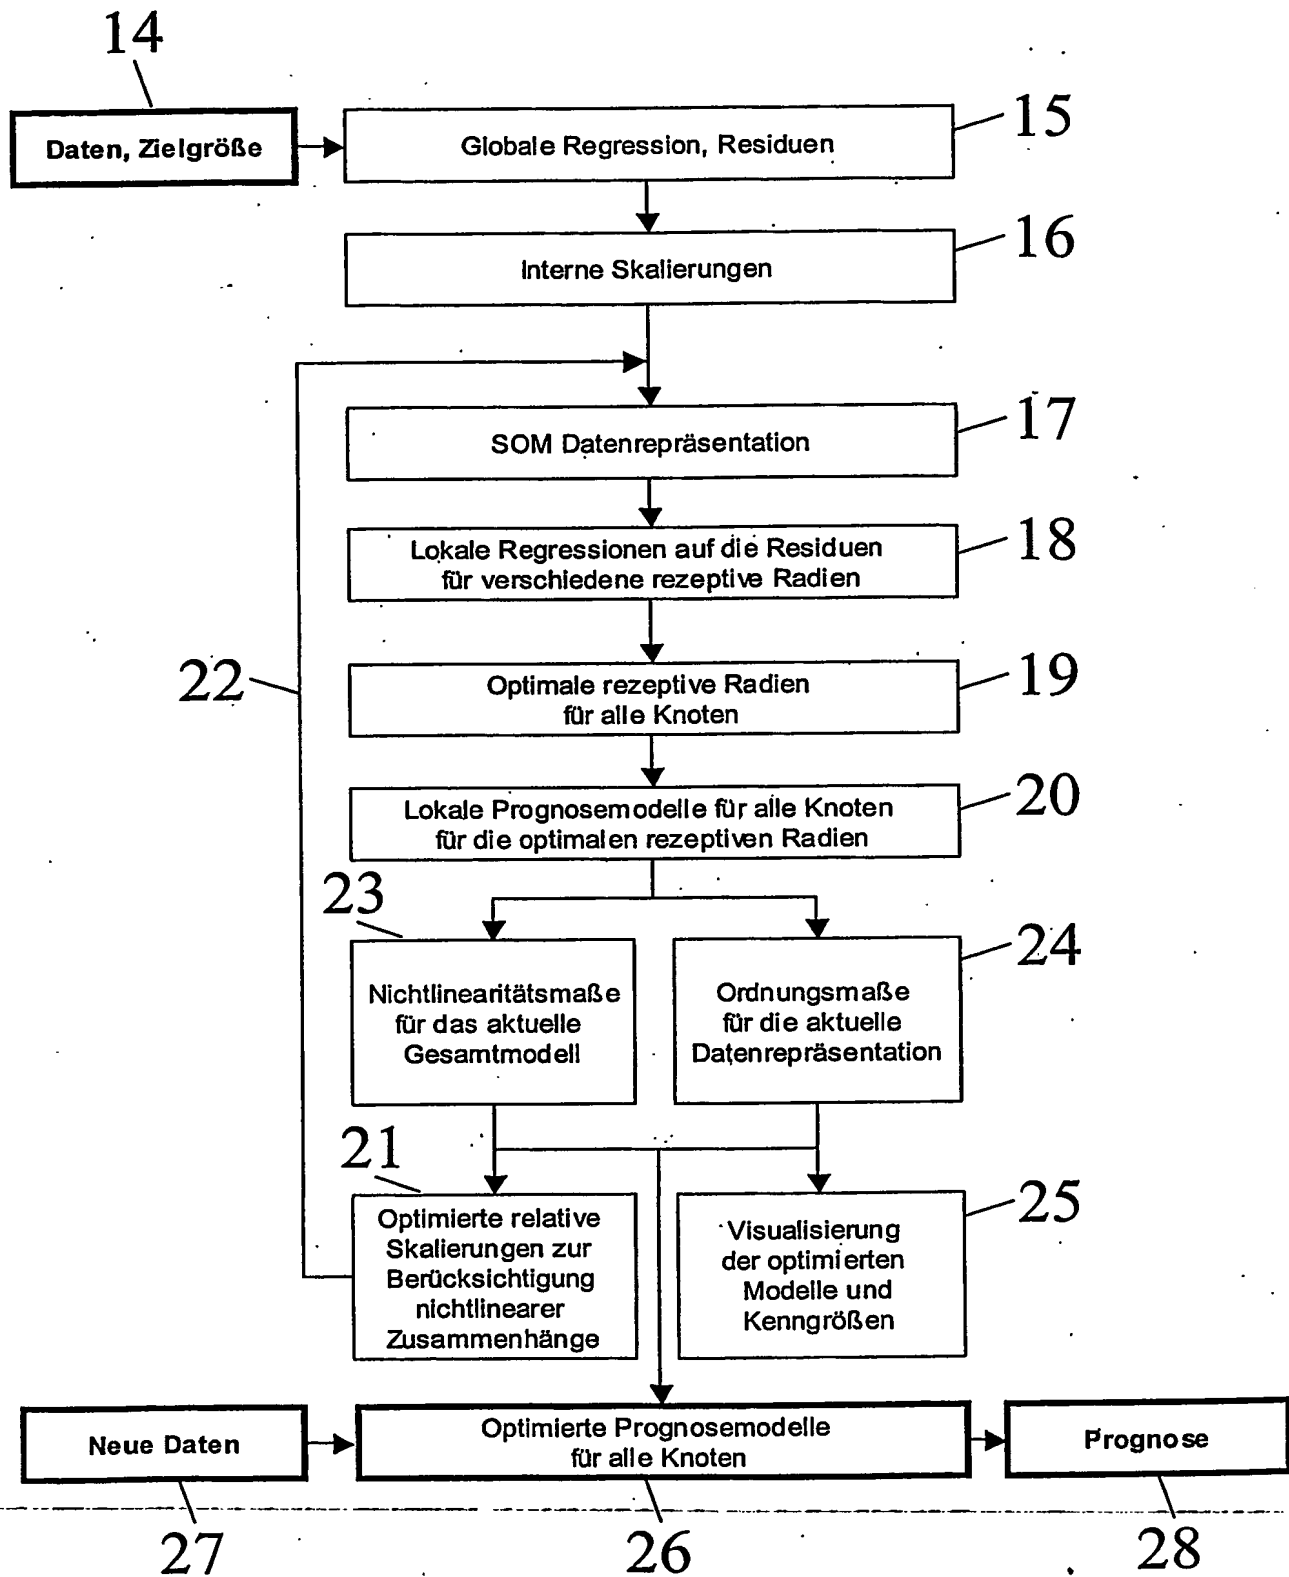 14
Daten, Zielgröße
Globale Regression, Residuen
15
Interne Skalierungen
16
SOM Datenrepräsentation
17
Lokale Regressionen auf die Residuen
für verschiedene rezeptive Radien
18
22
Optimale rezeptive Radien
für alle Knoten
19
Lokale Prognosemodelle für alle Knoten
für die optimalen rezeptiven Radien
20
23
Nichtlinearitätsmaße
für das aktuelle
Gesamtmodell
Ordnungsmaße
für die aktuelle
Datenrepräsentation
24
21
Optimierte relative
Skalierungen zur
Berücksichtigung
nichtlinearer
Zusammenhänge
Visualisierung
der optimierten
Modelle und
Kenngrößen
25
Neue Daten
Optimierte Prognosemodelle
für alle Knoten
Prognose
27
26
28